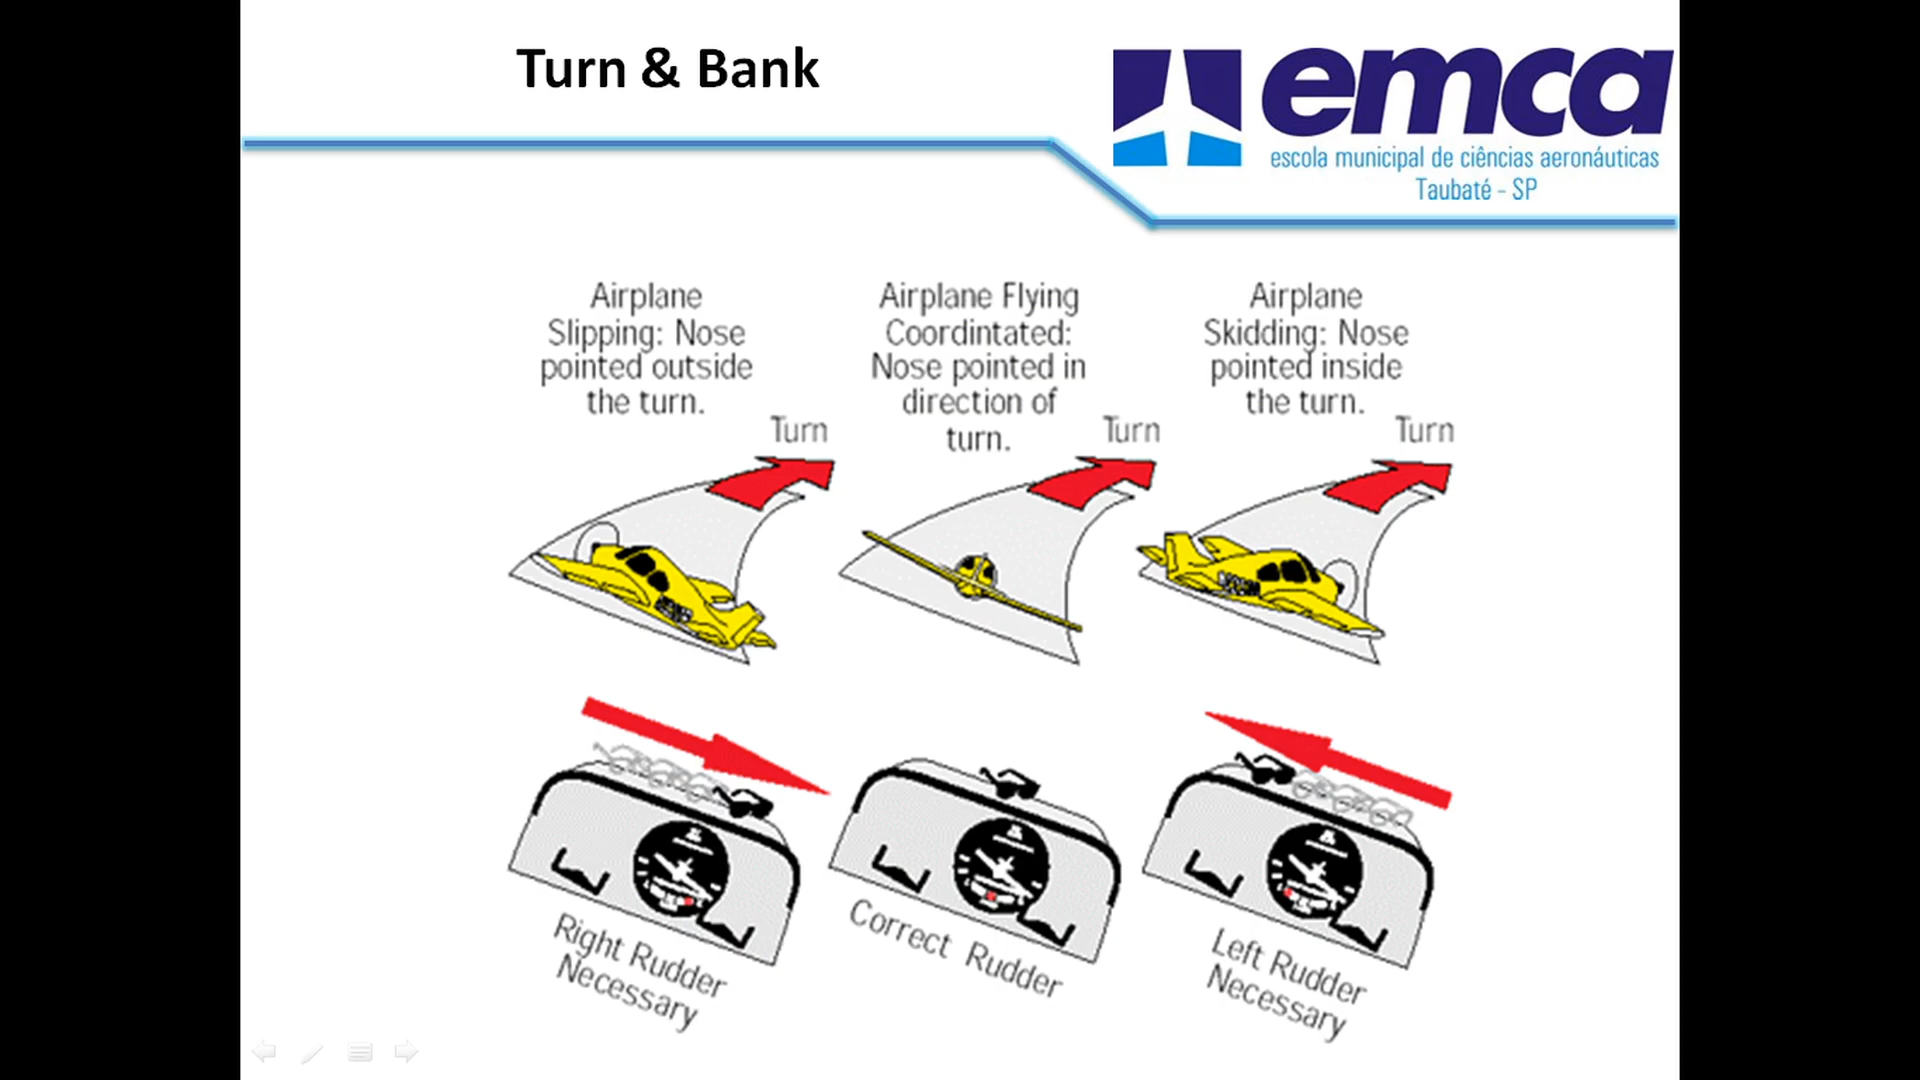 Turn & Bank
emca
escola municipal de ciências aeronáuticas
Taubaté - SP
Airplane
Slipping: Nose
pointed outside
the turn.
Turn
Airplane Flying
Coordintated:
Nose pointed in
direction of
turn.
Turn
Airplane
Skidding: Nose
pointed inside
the turn.
Turn
Right Rudder
Necessary
Correct Rudder
Left Rudder
Necessary